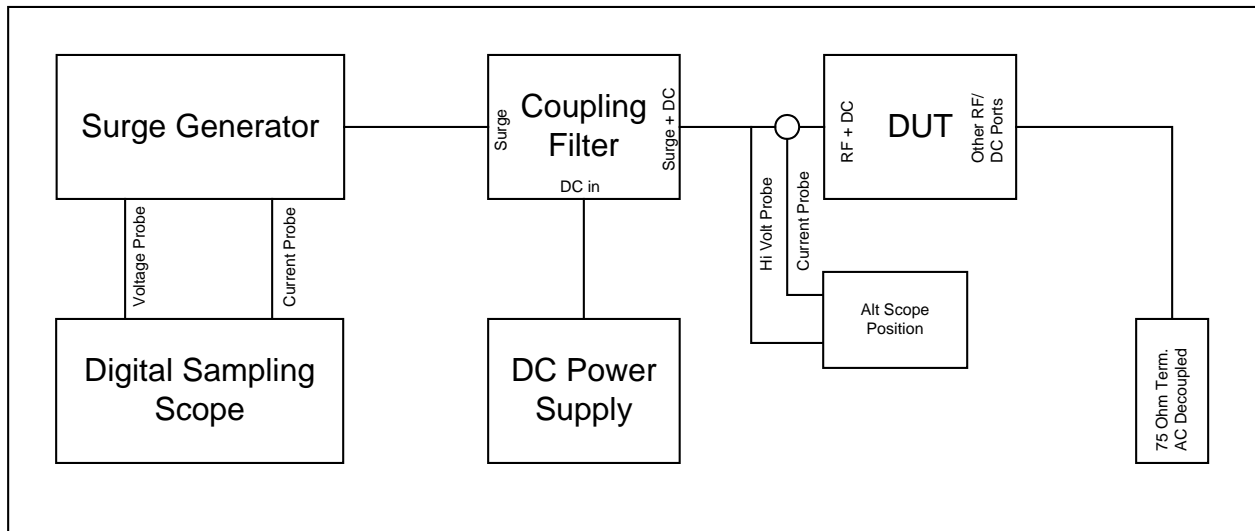 Surge Generator
Surge
Coupling
Filter
DC in
Surge + DC
RF + DC
DUT
Other RF/
DC Ports
Voltage Probe
Current Probe
Hi Volt Probe
Current Probe
Alt Scope
Position
Digital Sampling
Scope
DC Power
Supply
75 Ohm Term.
AC Decoupled